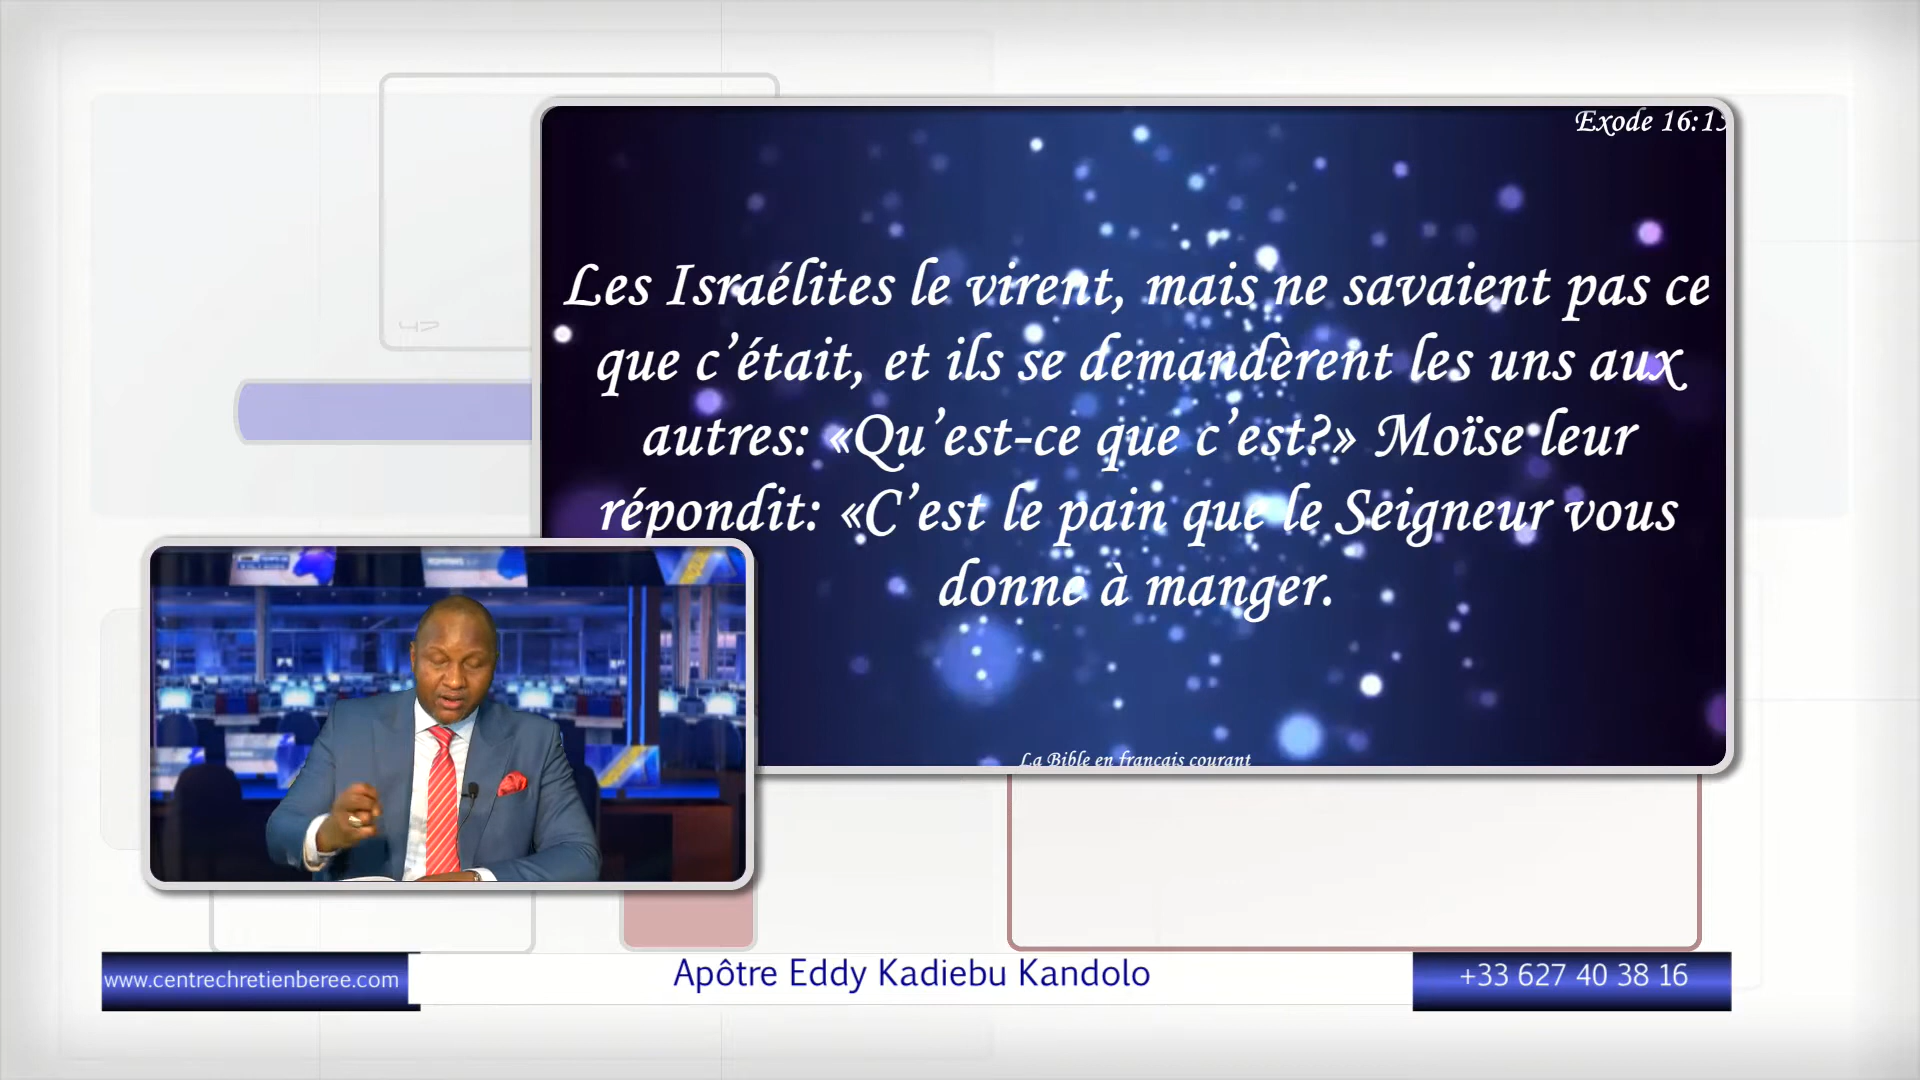 Exode 16:15
Les Israélites le virent, mais ne savaient pas ce
que c’était, et ils se demandèrent les uns aux
autres: «Qu’est-ce que c’est?» Moïse leur
répondit: «C’est le pain que le Seigneur vous
donne à manger.
La Bible en français courant
www.centrechretienberee.com
Apôtre Eddy Kadiebu Kandolo
+33 627 40 38 16